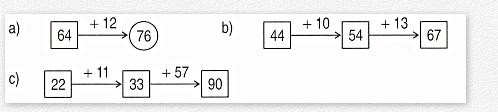 a) 64 + 12 76 b) 44 + 10 54 + 13 67
c) 22 + 11 33 + 57 90